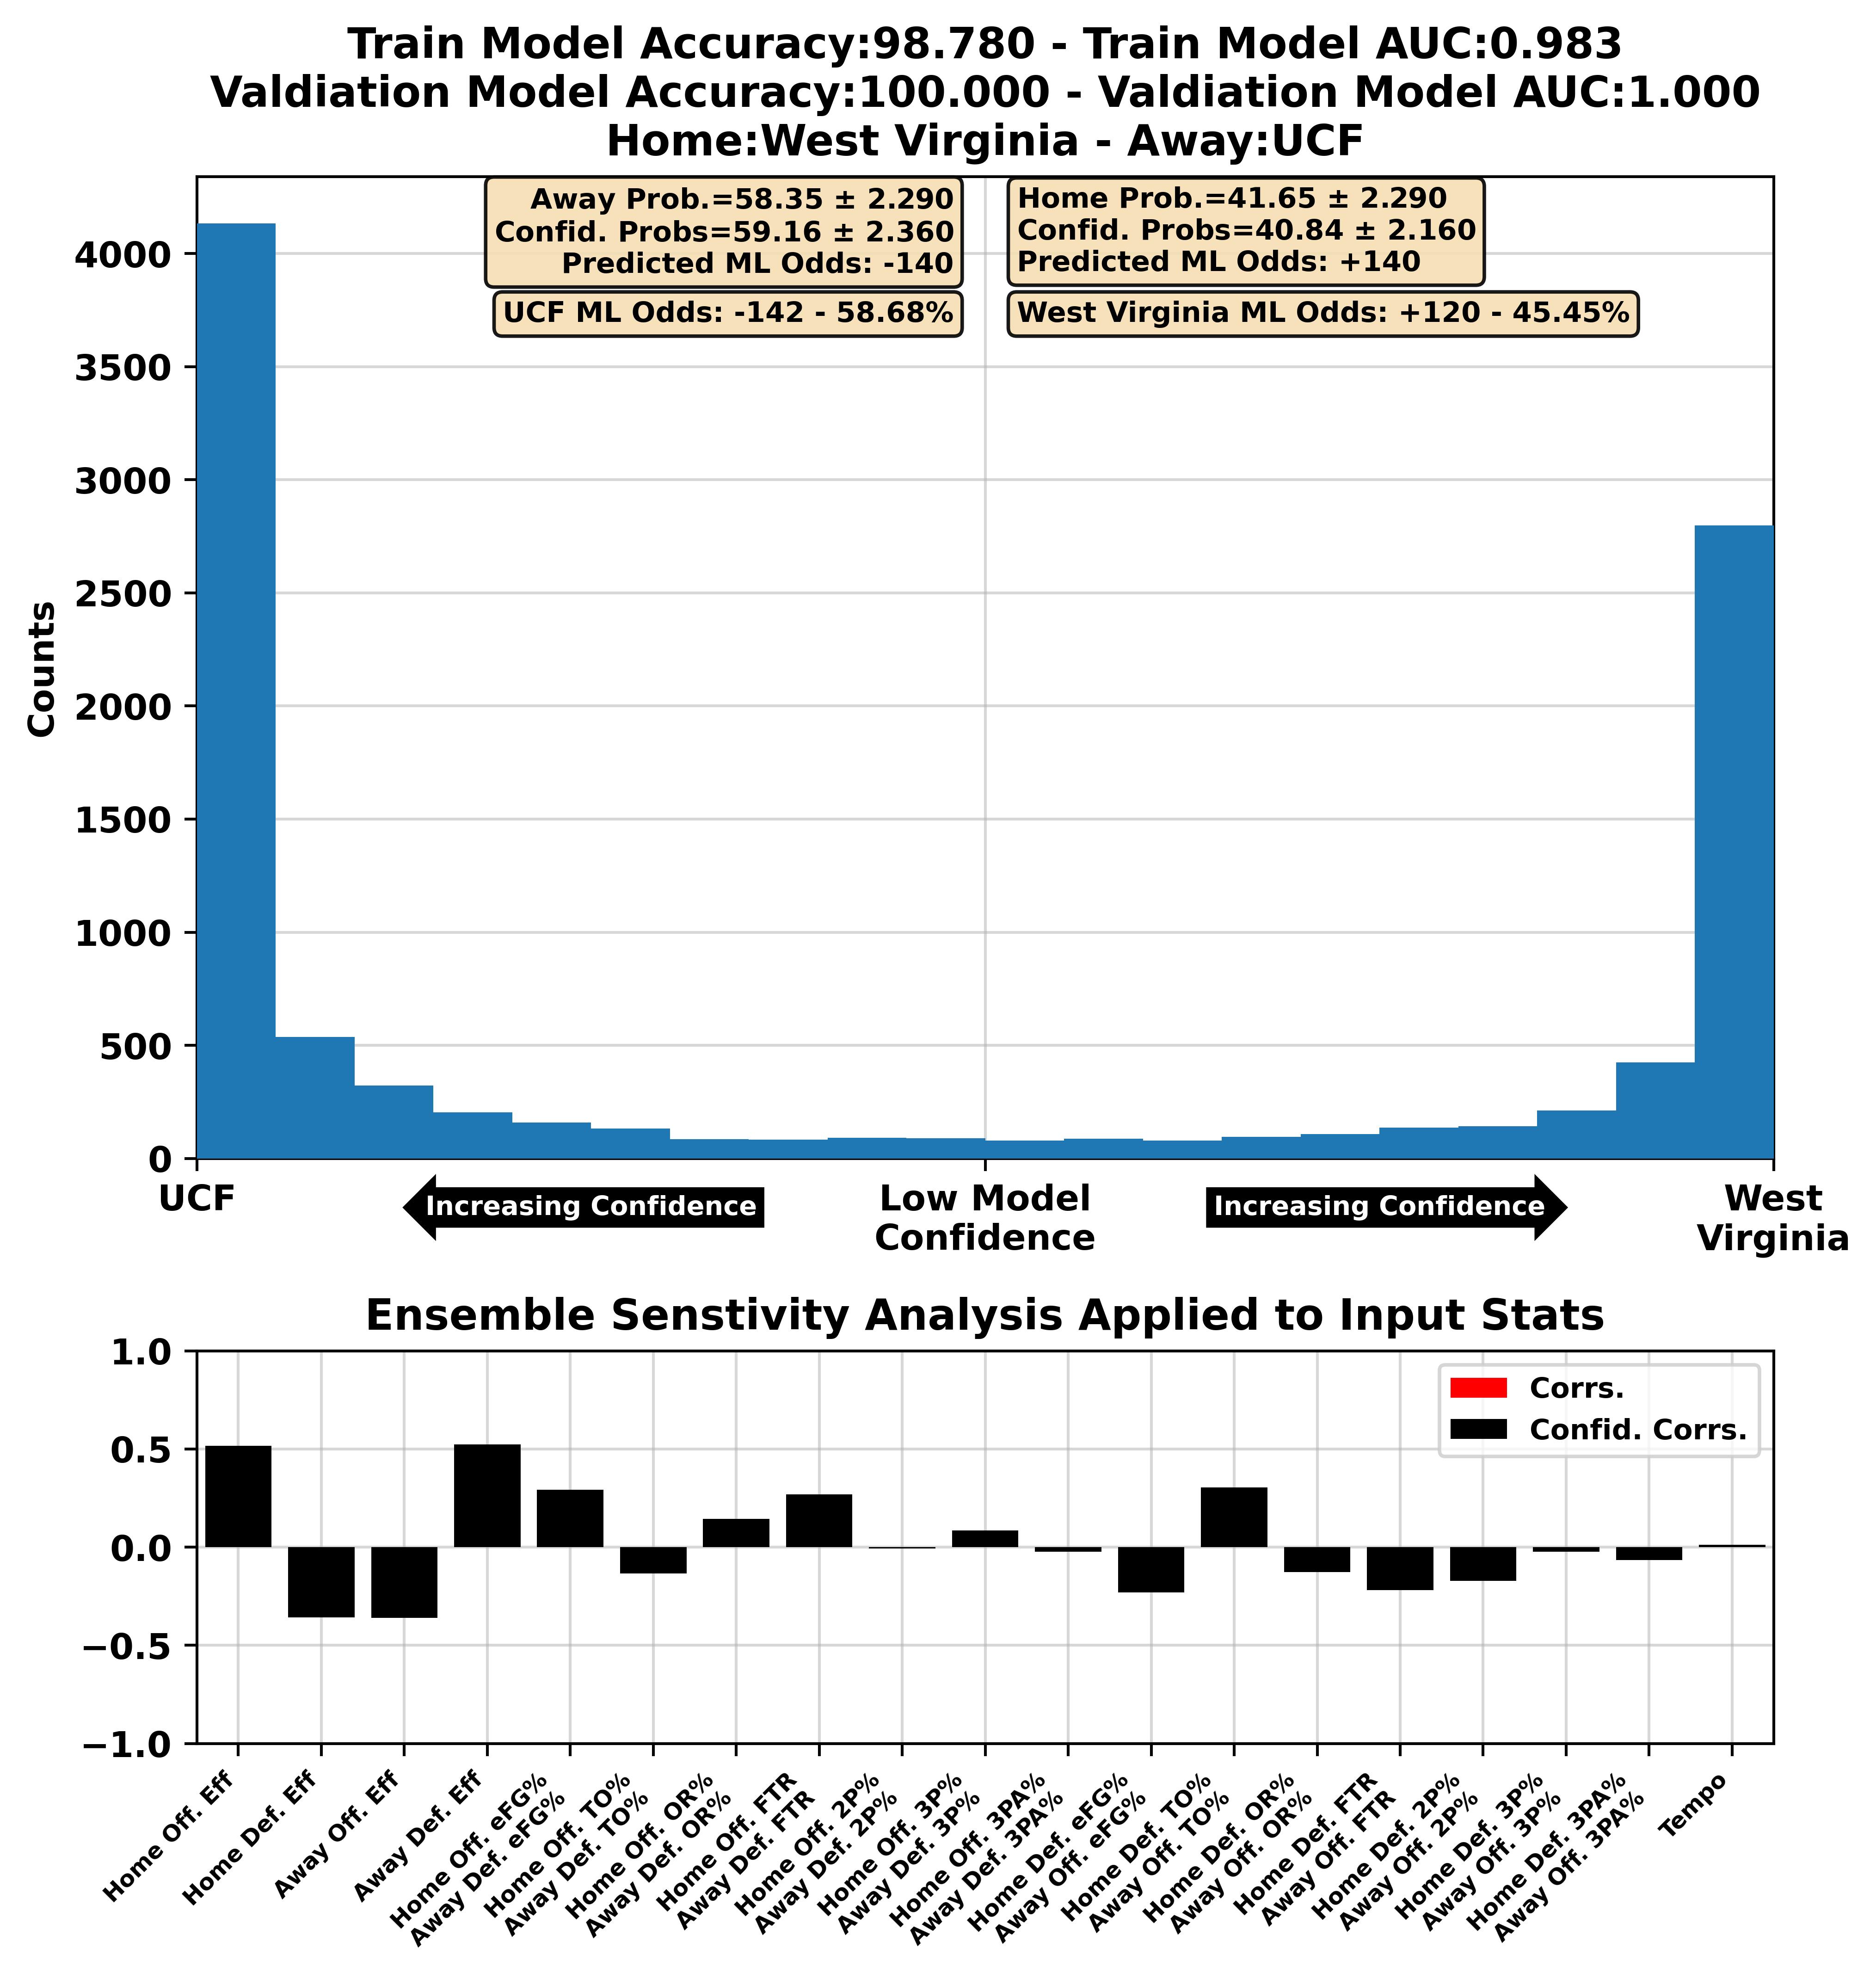 Train Model Accuracy:98.780 - Train Model AUC:0.983
Valdiation Model Accuracy:100.000 - Valdiation Model AUC:1.000
Home:West Virginia - Away:UCF
Away Prob.=58.35 ± 2.290
Confid. Probs=59.16 ± 2.360
Predicted ML Odds: -140
UCF ML Odds: -142 - 58.68%
Home Prob.=41.65 ± 2.290
Confid. Probs=40.84 ± 2.160
Predicted ML Odds: +140
West Virginia ML Odds: +120 - 45.45%
Counts
4000
3500
3000
2500
2000
1500
1000
500
0
UCF
Increasing Confidence
Low Model
Confidence
Increasing Confidence
West
Virginia
Ensemble Senstivity Analysis Applied to Input Stats
1.0
0.5
0.0
−0.5
−1.0
Corrs.
Confid. Corrs.
Home Off. Eff
Home Def. Eff
Away Off. Eff
Away Def. Eff
Home Off. eFG%
Away Def. eFG%
Home Off. TO%
Away Def. TO%
Home Off. OR%
Away Def. OR%
Home Off. FTR
Away Def. FTR
Home Off. 2P%
Away Def. 2P%
Home Off. 3P%
Away Def. 3P%
Home Off. 3PA%
Away Def. 3PA%
Home Def. eFG%
Away Off. eFG%
Home Def. TO%
Away Off. TO%
Home Def. OR%
Away Off. OR%
Home Def. FTR
Away Off. FTR
Home Def. 2P%
Away Off. 2P%
Home Def. 3P%
Away Off. 3P%
Home Def. 3PA%
Away Off. 3PA%
Tempo